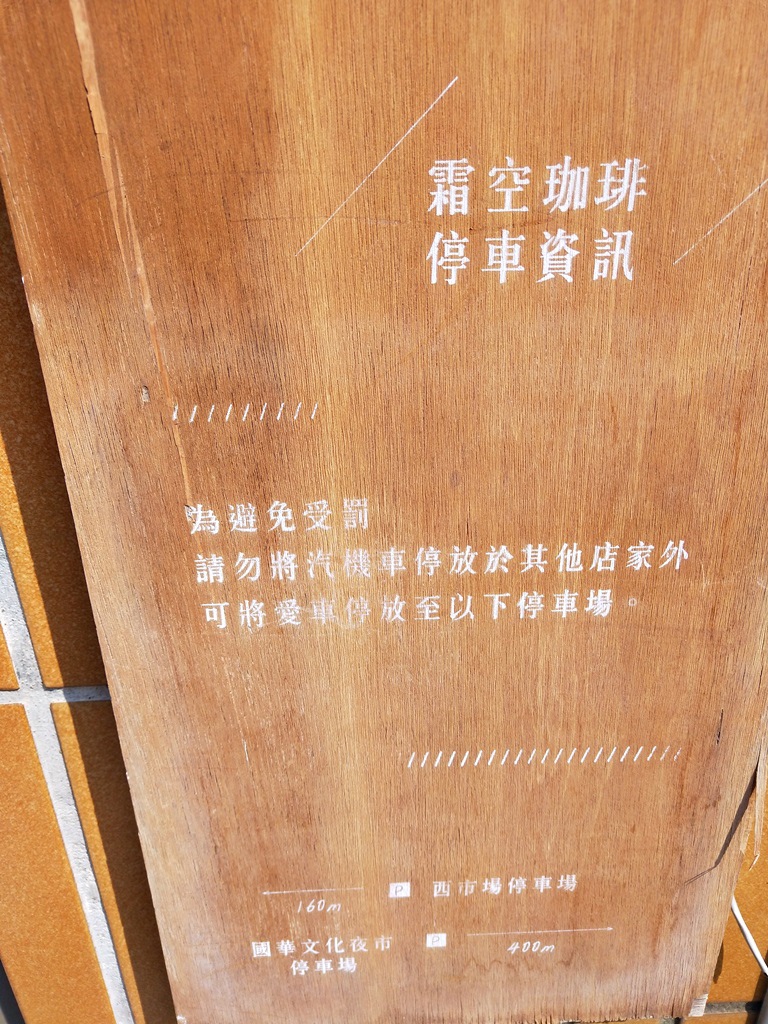 霜空珈琲
停車資訊
為避免受罰
請勿將汽機車停放於其他店家外
可將愛車停放至以下停車場。
160m P 西市場停車場
國華文化夜市 P 400m
停車場